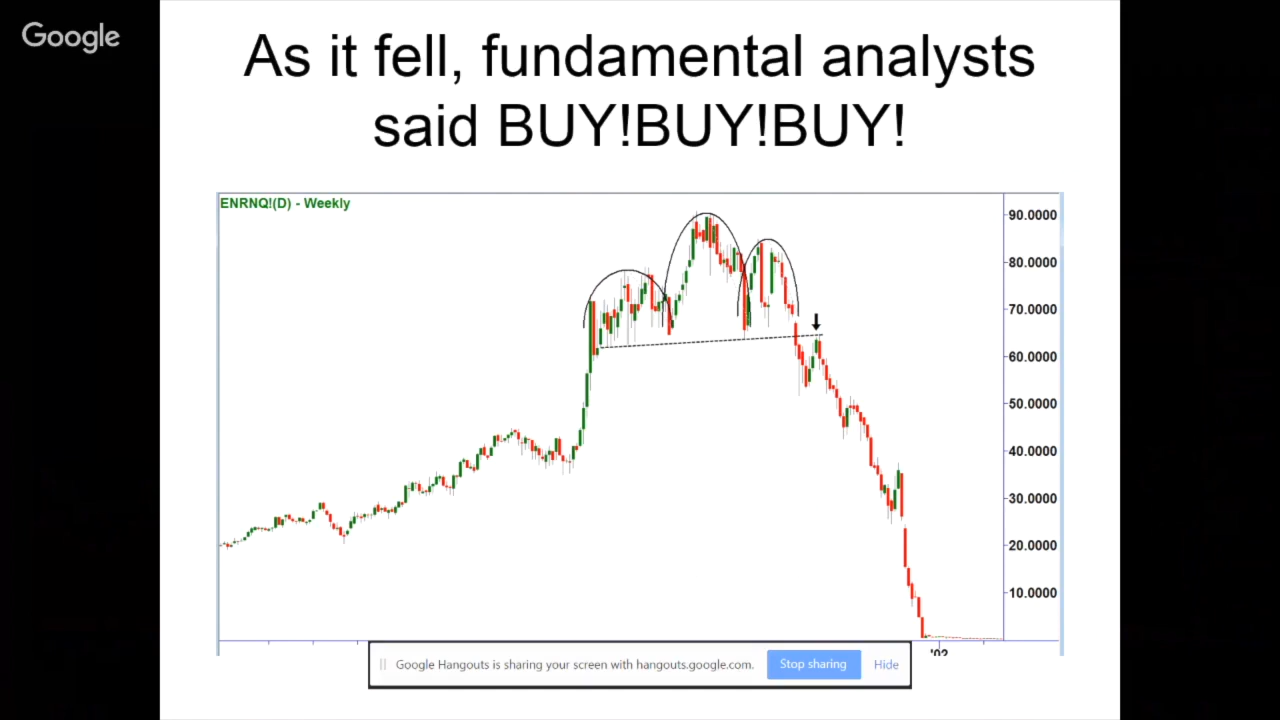 Google
As it fell, fundamental analysts
said BUY!BUY!BUY!
ENRNQ!(D) - Weekly
90.0000
80.0000
70.0000
60.0000
50.0000
40.0000
30.0000
20.0000
10.0000
'02
Google Hangouts is sharing your screen with hangouts.google.com. Stop sharing Hide